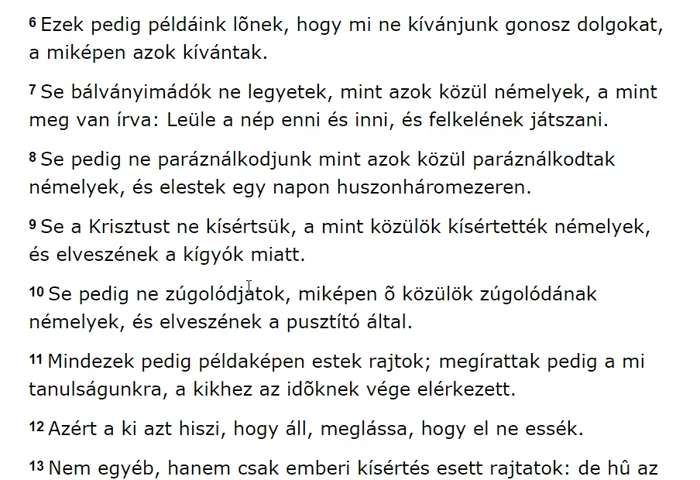 6 Ezek pedig példáink lõnek, hogy mi ne kívánjunk gonosz dolgokat,
a miképen azok kívántak.
7 Se bálványimádók ne legyetek, mint azok közül némelyek, a mint
meg van írva: Leüle a nép enni és inni, és felkelének játszani.
8 Se pedig ne paráználkodjunk mint azok közül paráználkodtak
némelyek, és elestek egy napon huszonháromezeren.
9 Se a Krisztust ne kísértsük, a mint közülök kísértették némelyek,
és elveszének a kígyók miatt.
10 Se pedig ne zúgolódjatok, miképen õ közülök zúgolódának
némelyek, és elveszének a pusztító által.
11 Mindezek pedig példaképen estek rajtok; megírattak pedig a mi
tanulságunkra, a kikhez az idõknek vége elérkezett.
12 Azért a ki azt hiszi, hogy áll, meglássa, hogy el ne essék.
13 Nem egyéb, hanem csak emberi kísértés esett rajtatok: de hû az